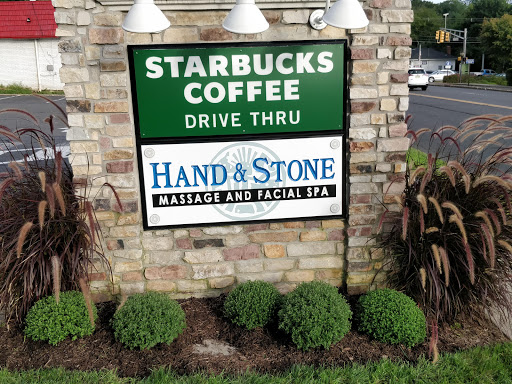 STARBUCKS
COFFEE
DRIVE THRU
HAND & STONE
MASSAGE AND FACIAL SPA